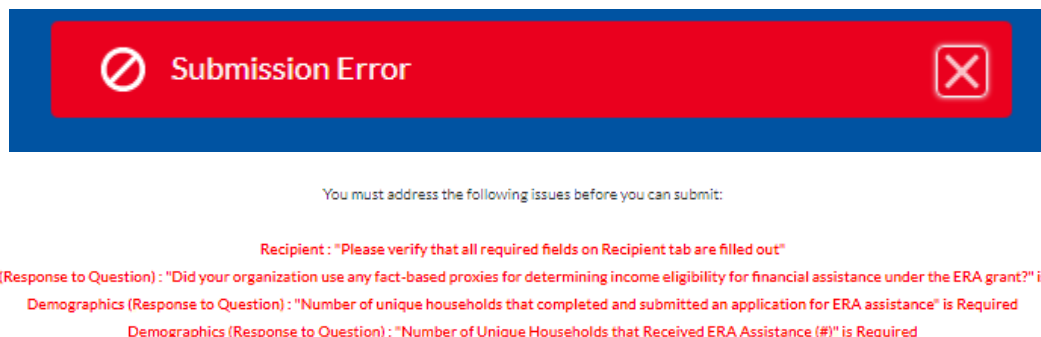 Submission Error
You must address the following issues before you can submit:
Recipient : "Please verify that all required fields on Recipient tab are filled out"
(Response to Question) : "Did your organization use any fact-based proxies for determining income eligibility for financial assistance under the ERA grant?" i
Demographics (Response to Question) : "Number of unique households that completed and submitted an application for ERA assistance" is Required
Demographics (Response to Question) : "Number of Unique Households that Received ERA Assistance (#)" is Required